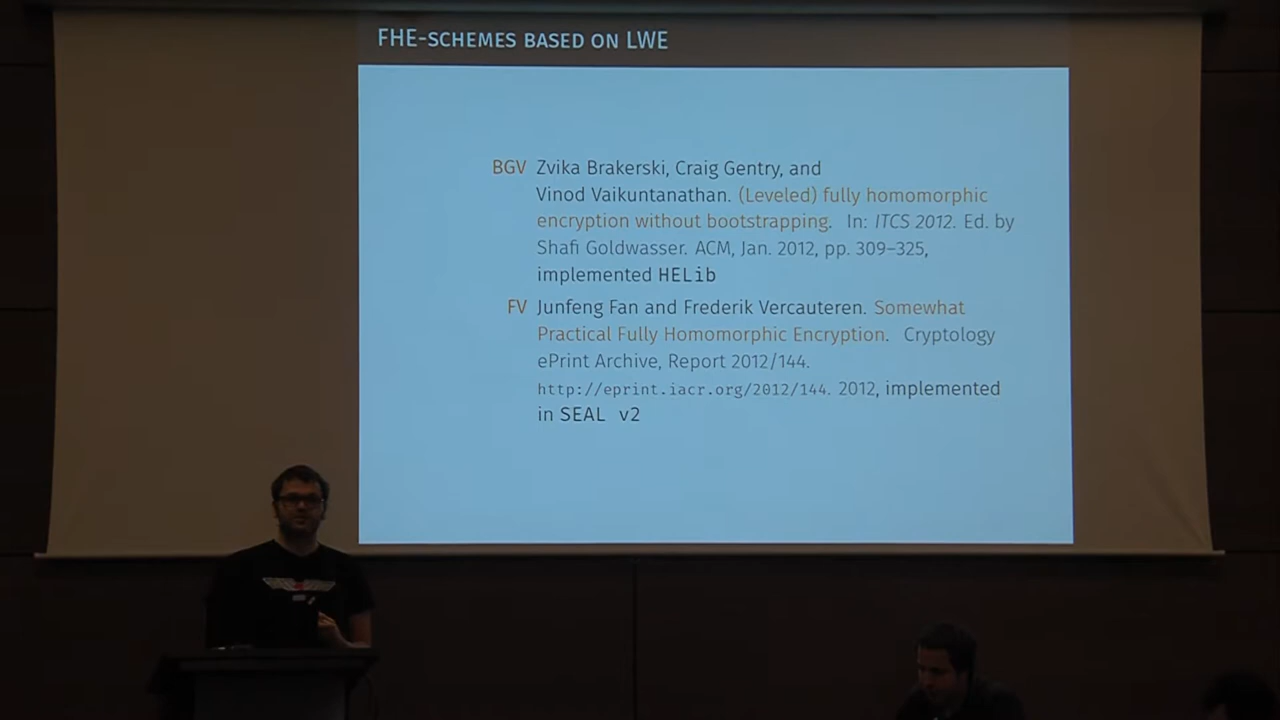 FHE-SCHEMES BASED ON LWE
BGV Zvika Brakerski, Craig Gentry, and
Vinod Vaikuntanathan. (Leveled) fully homomorphic
encryption without bootstrapping. In: ITCS 2012. Ed. by
Shafi Goldwasser. ACM, Jan. 2012, pp. 309–325,
implemented HELib
FV Junfeng Fan and Frederik Vercauteren. Somewhat
Practical Fully Homomorphic Encryption. Cryptology
ePrint Archive, Report 2012/144.
http://eprint.iacr.org/2012/144. 2012, implemented
in SEAL v2